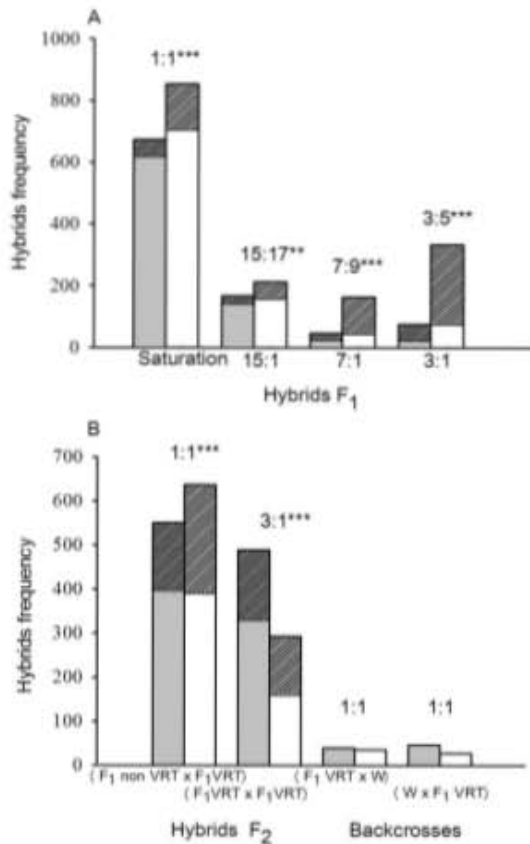 A
1000
1:1***
800
Hybrids frequency
600
3:5***
400
15:17**
7:9***
200
0
Saturation 15:1 7:1 3:1
Hybrids F1
B
700
1:1***
600
3:1***
500
Hybrids frequency
400
300
200
1:1 1:1
100
0
( F1 non VRT x F1VRT) ( F1 VRT x W)
( F1VRT x F1VRT) ( W x F1 VRT)
Hybrids F2 Backcrosses